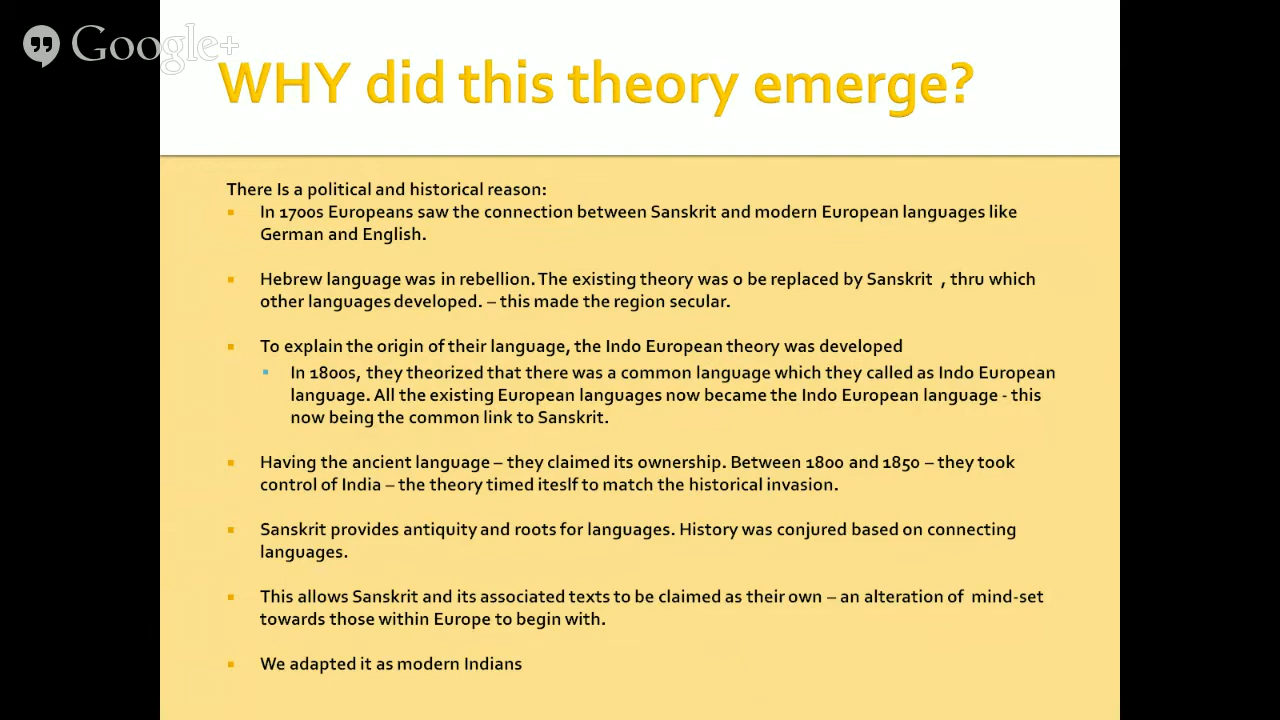 Google+
WHY did this theory emerge?
There Is a political and historical reason:
In 1700s Europeans saw the connection between Sanskrit and modern European languages like
German and English.
Hebrew language was in rebellion. The existing theory was o be replaced by Sanskrit , thru which
other languages developed. – this made the region secular.
To explain the origin of their language, the Indo European theory was developed
In 1800s, they theorized that there was a common language which they called as Indo European
language. All the existing European languages now became the Indo European language - this
now being the common link to Sanskrit.
Having the ancient language – they claimed its ownership. Between 1800 and 1850 – they took
control of India – the theory timed iteslf to match the historical invasion.
Sanskrit provides antiquity and roots for languages. History was conjured based on connecting
languages.
This allows Sanskrit and its associated texts to be claimed as their own – an alteration of mind-set
towards those within Europe to begin with.
We adapted it as modern Indians